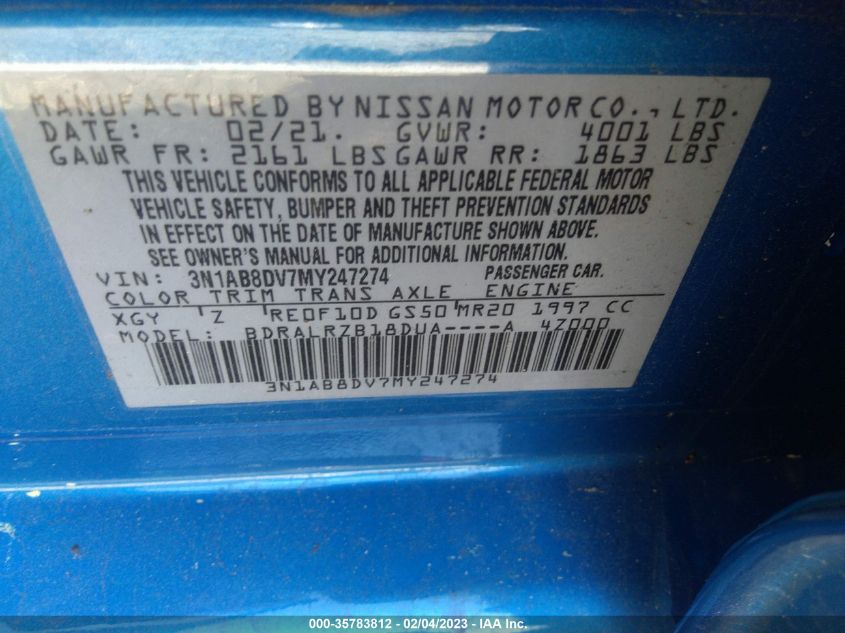 MANUFACTURED BY NISSAN MOTOR CO., LTD.
DATE: 02/21. GVWR: 4001 LBS
GAWR FR: 2161 LBS GAWR RR: 1863 LBS
THIS VEHICLE CONFORMS TO ALL APPLICABLE FEDERAL MOTOR
VEHICLE SAFETY, BUMPER AND THEFT PREVENTION STANDARDS
IN EFFECT ON THE DATE OF MANUFACTURE SHOWN ABOVE.
SEE OWNER'S MANUAL FOR ADDITIONAL INFORMATION.
VIN: 3N1AB8DV7MY247274 PASSENGER CAR.
COLOR TRIM TRANS AXLE ENGINE
XGY Z RE0F10D GS50 MR20 1997 CC
MODEL: BDRALRZB18DUA----A 4Z000
3N1AB8DV7MY247274
000-35783812 - 02/04/2023 - IAA Inc.